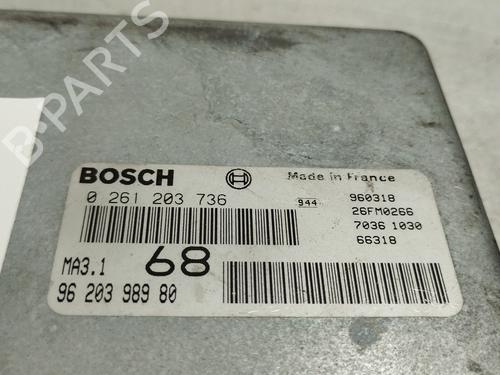 B-PARTS
BOSCH
Made in France
0 261 203 736
944
960318
26FM0266
7036 1030
66318
MA3.1
68
96 203 989 80